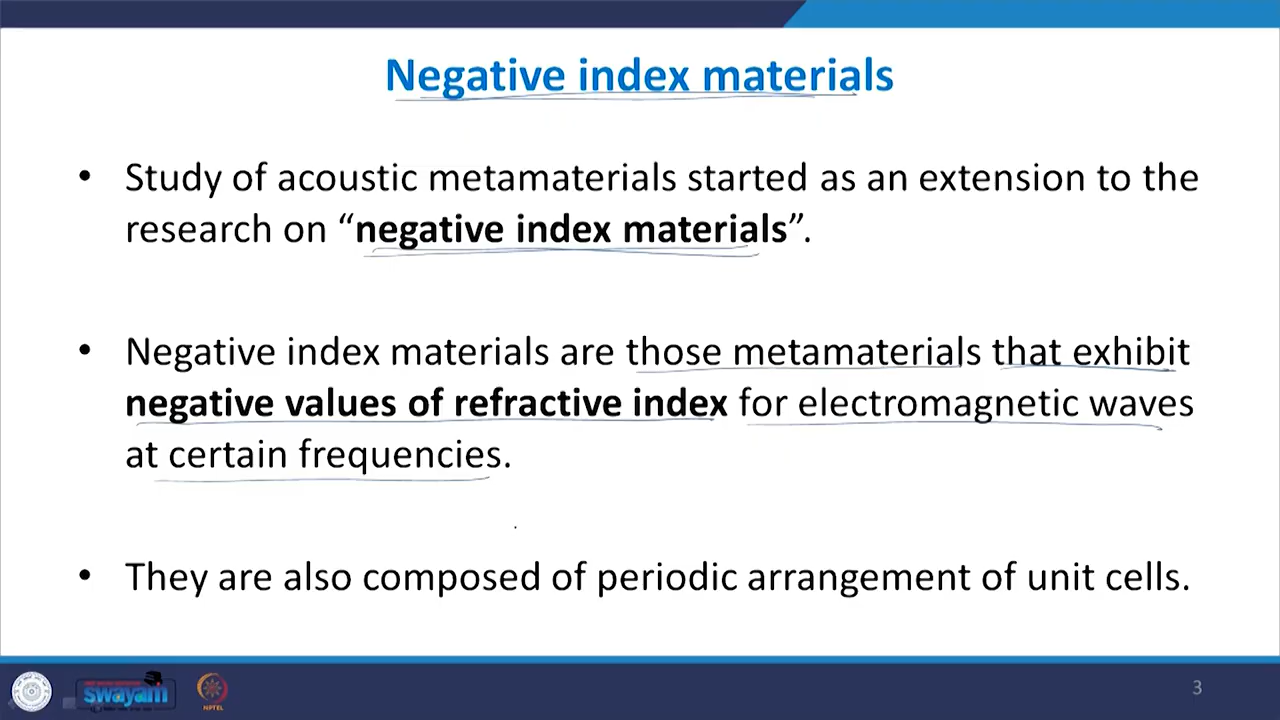 Negative index materials
• Study of acoustic metamaterials started as an extension to the
research on “negative index materials”.
• Negative index materials are those metamaterials that exhibit
negative values of refractive index for electromagnetic waves
at certain frequencies.
• They are also composed of periodic arrangement of unit cells.
swayam
NPTEL
3